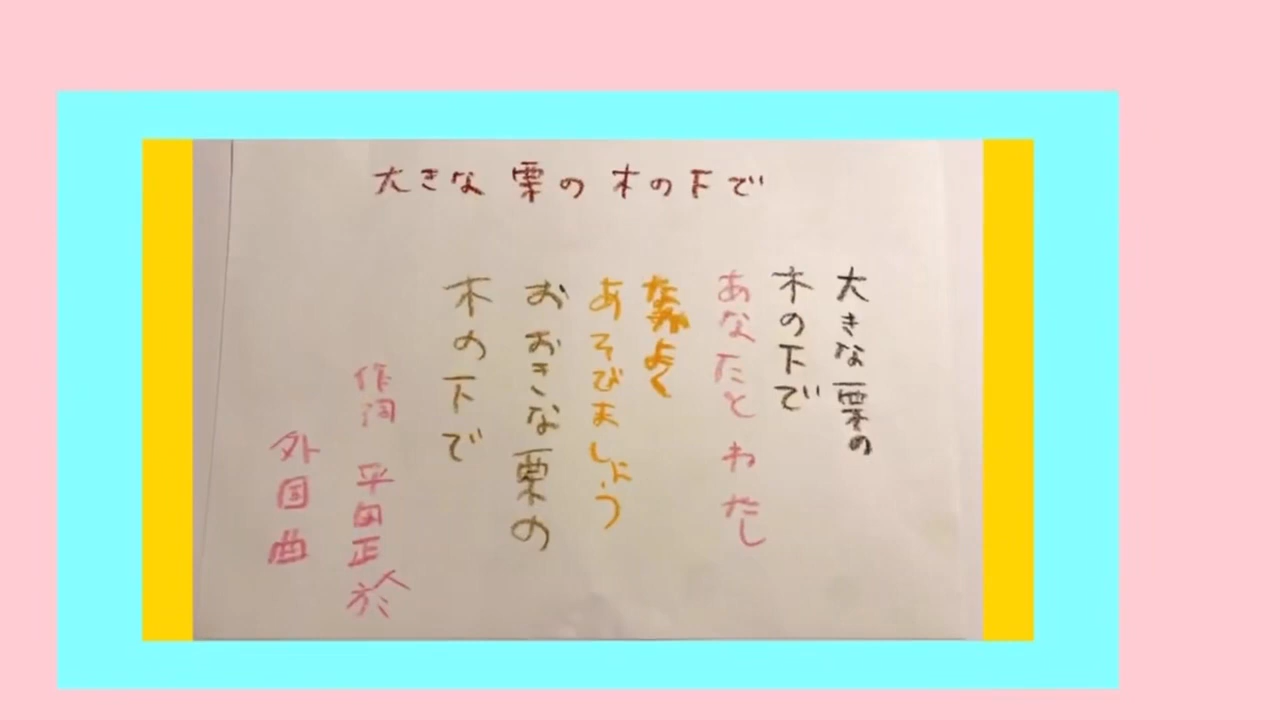 大きな栗の木の下で
大きな栗の
木の下で
あなたと わたし
なかよく
あそびましょう
おおきな栗の
木の下で
作詞 平田正於
外国曲